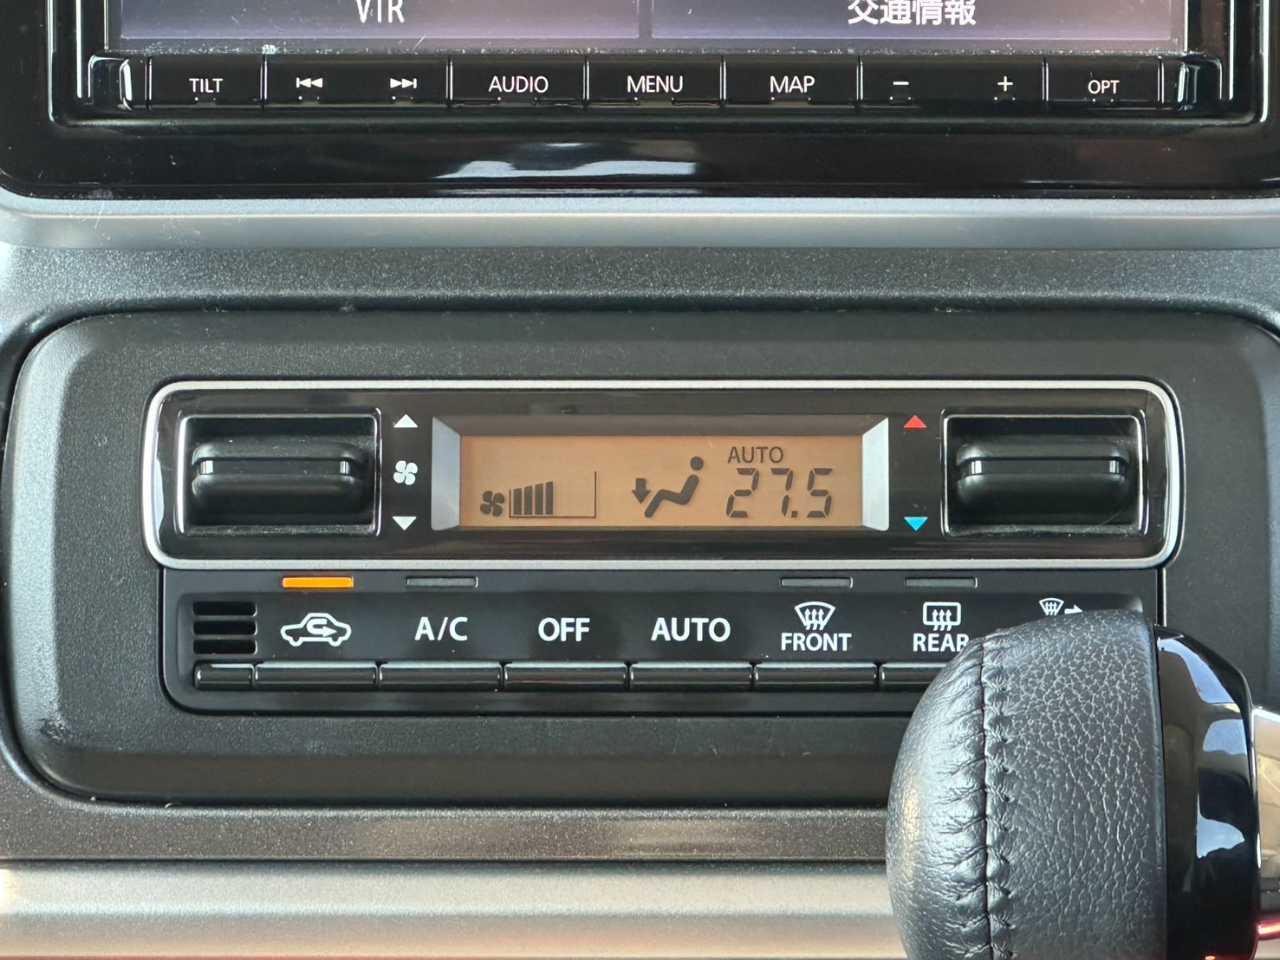 VTR
交通情報
TILT
AUDIO
MENU
MAP
−
+
OPT
AUTO
27.5
A/C
OFF
AUTO
FRONT
REAR